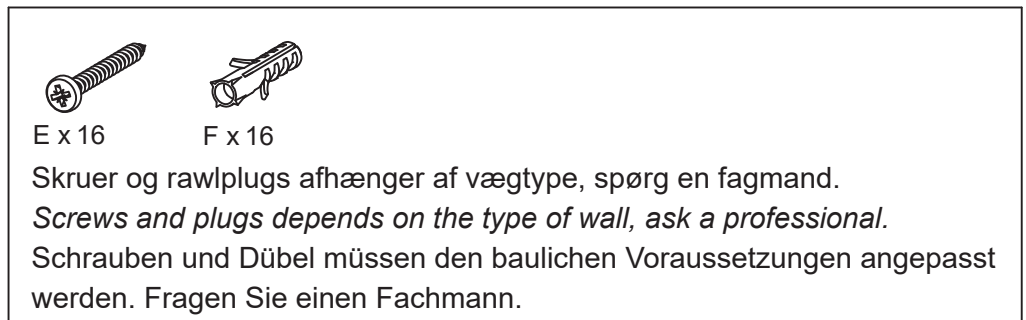 E x 16 F x 16
Skruer og rawlplugs afhænger af vægtype, spørg en fagmand.
Screws and plugs depends on the type of wall, ask a professional.
Schrauben und Dübel müssen den baulichen Voraussetzungen angepasst
werden. Fragen Sie einen Fachmann.